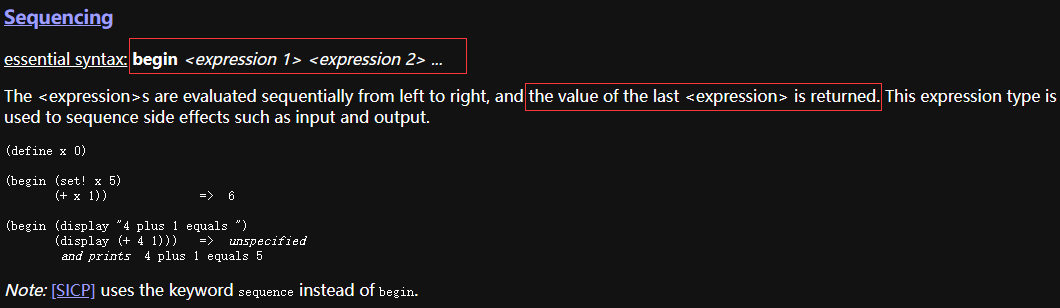 Sequencing
essential syntax: begin <expression 1> <expression 2> ...
The <expression>s are evaluated sequentially from left to right, and the value of the last <expression> is returned. This expression type is
used to sequence side effects such as input and output.
(define x 0)
(begin (set! x 5)
(+ x 1)) => 6
(begin (display "4 plus 1 equals ")
(display (+ 4 1))) => unspecified
and prints 4 plus 1 equals 5
Note: [SICP] uses the keyword sequence instead of begin.